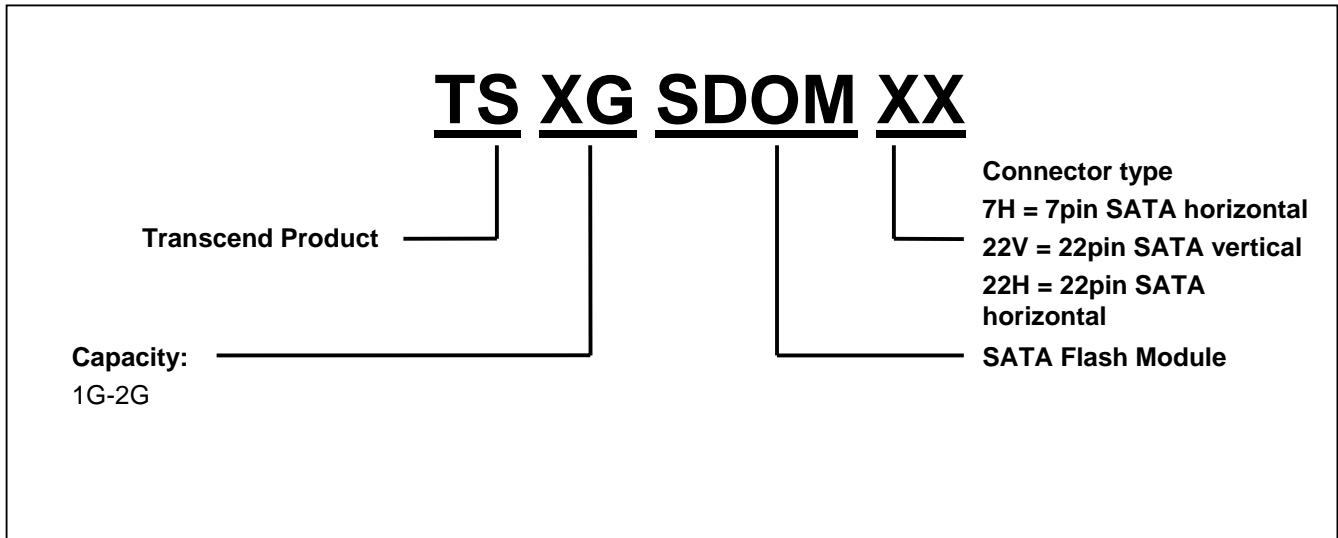 TS XG SDOM XX
Connector type
7H = 7pin SATA horizontal
Transcend Product
22V = 22pin SATA vertical
22H = 22pin SATA
horizontal
Capacity:
SATA Flash Module
1G-2G